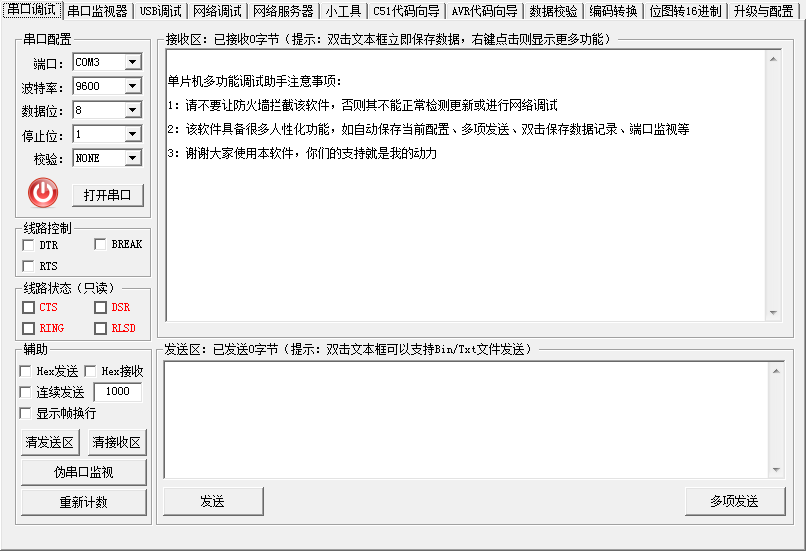 串口调试 串口监视器 USB调试 网络调试 网络服务器 小工具 C51代码向导 AVR代码向导 数据校验 编码转换 位图转16进制 升级与配置
串口配置
端口： COM3
波特率： 9600
数据位： 8
停止位： 1
校验： NONE
打开串口
线路控制
DTR BREAK
RTS
线路状态（只读）
CTS DSR
RING RLSD
辅助
Hex发送 Hex接收
连续发送 1000
显示帧换行
清发送区 清接收区
伪串口监视
重新计数
接收区：已接收0字节（提示：双击文本框立即保存数据，右键点击则显示更多功能）
单片机多功能调试助手注意事项：
1：请不要让防火墙拦截该软件，否则其不能正常检测更新或进行网络调试
2：该软件具备很多人性化功能，如自动保存当前配置、多项发送、双击保存数据记录、端口监视等
3：谢谢大家使用本软件，你们的支持就是我的动力
发送区：已发送0字节（提示：双击文本框可以支持Bin/Txt文件发送）
发送 多项发送